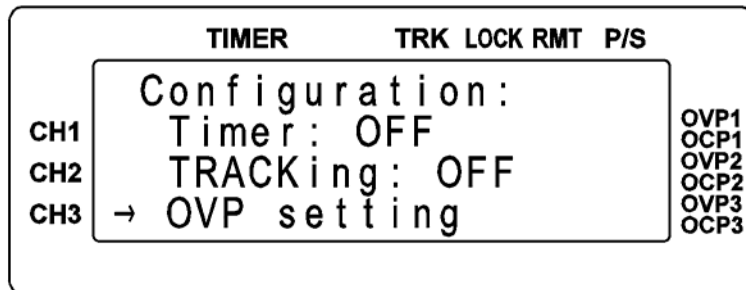 TIMER TRK LOCK RMT P/S
Configuration:
CH1 Timer: OFF OVP1
OCP1
CH2 TRACKing: OFF OVP2
OCP2
CH3 → OVP setting OVP3
OCP3